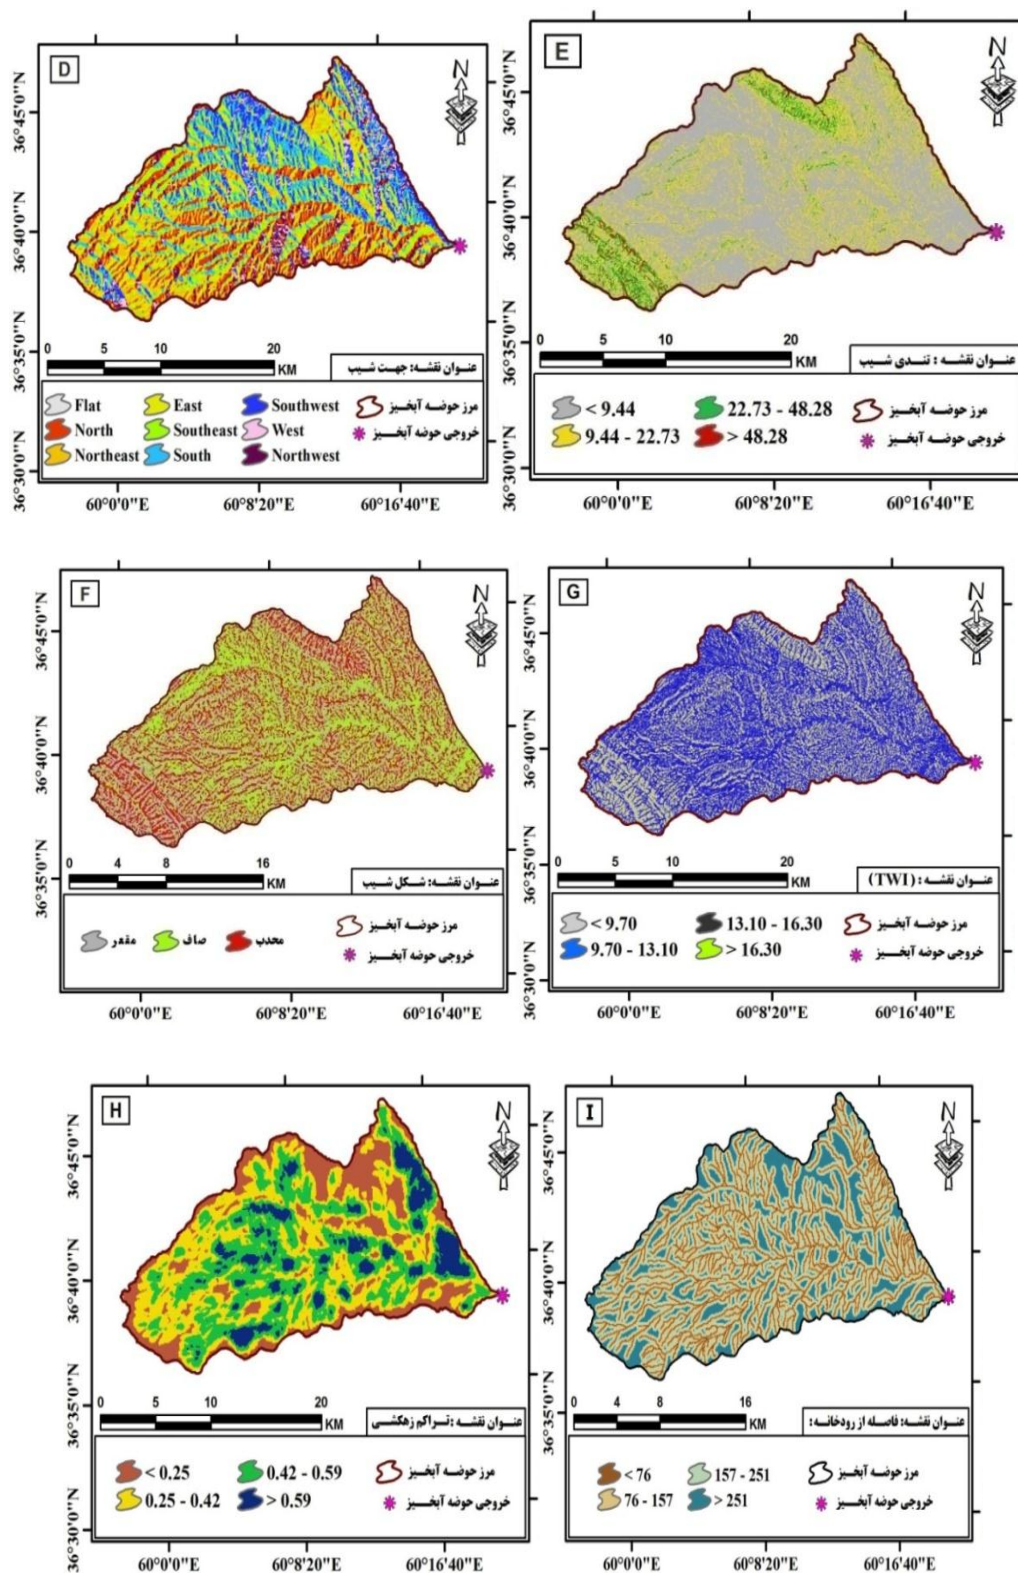 D
N
36°45'0"N
36°40'0"N
36°35'0"N
36°30'0"N
0 5 10 20
KM
عنوان نقشه: جهت شیب
Flat East Southwest مرز حوضه آبخیز
North Southeast West خروجی حوضه آبخیز
Northeast South Northwest
60°0'0"E 60°8'20"E 60°16'40"E
E
N
36°45'0"N
36°40'0"N
36°35'0"N
36°30'0"N
0 5 10 20
KM
عنوان نقشه : تندی شیب
< 9.44 22.73 - 48.28 مرز حوضه آبخیز
9.44 - 22.73 > 48.28 خروجی حوضه آبخیز
60°0'0"E 60°8'20"E 60°16'40"E
F
N
36°45'0"N
36°40'0"N
36°35'0"N
36°30'0"N
0 4 8 16
KM
عنوان نقشه: شکل شیب
مقعر صاف محدب مرز حوضه آبخیز
خروجی حوضه آبخیز
60°0'0"E 60°8'20"E 60°16'40"E
G
N
36°45'0"N
36°40'0"N
36°35'0"N
36°30'0"N
0 5 10 20
KM
عنوان نقشه : (TWI)
< 9.70 13.10 - 16.30 مرز حوضه آبخیز
9.70 - 13.10 > 16.30 خروجی حوضه آبخیز
60°0'0"E 60°8'20"E 60°16'40"E
H
N
36°45'0"N
36°40'0"N
36°35'0"N
36°30'0"N
0 5 10 20
KM
عنوان نقشه : تراکم زهکشی
< 0.25 0.42 - 0.59 مرز حوضه آبخیز
0.25 - 0.42 > 0.59 خروجی حوضه آبخیز
60°0'0"E 60°8'20"E 60°16'40"E
I
N
36°45'0"N
36°40'0"N
36°35'0"N
36°30'0"N
0 4 8 16
KM
عنوان نقشه: فاصله از رودخانه:
< 76 157 - 251 مرز حوضه آبخیز
76 - 157 > 251 خروجی حوضه آبخیز
60°0'0"E 60°8'20"E 60°16'40"E